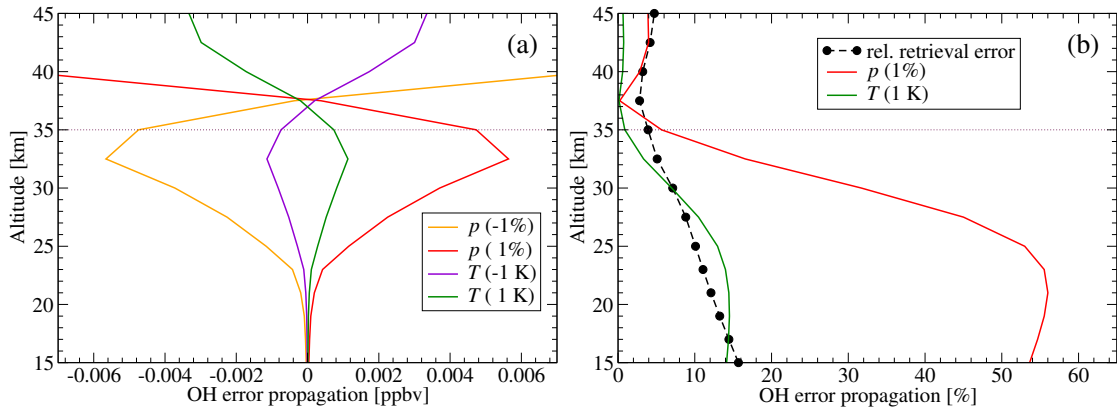 45
40
35
30
25
20
15
Altitude [km]
-0.006
-0.004
-0.002
0
0.002
0.004
0.006
OH error propagation [ppbv]
(a)
p (-1%)
p ( 1%)
T (-1 K)
T ( 1 K)
45
40
35
30
25
20
15
Altitude [km]
0
10
20
30
40
50
60
OH error propagation [%]
(b)
rel. retrieval error
p (1%)
T (1 K)